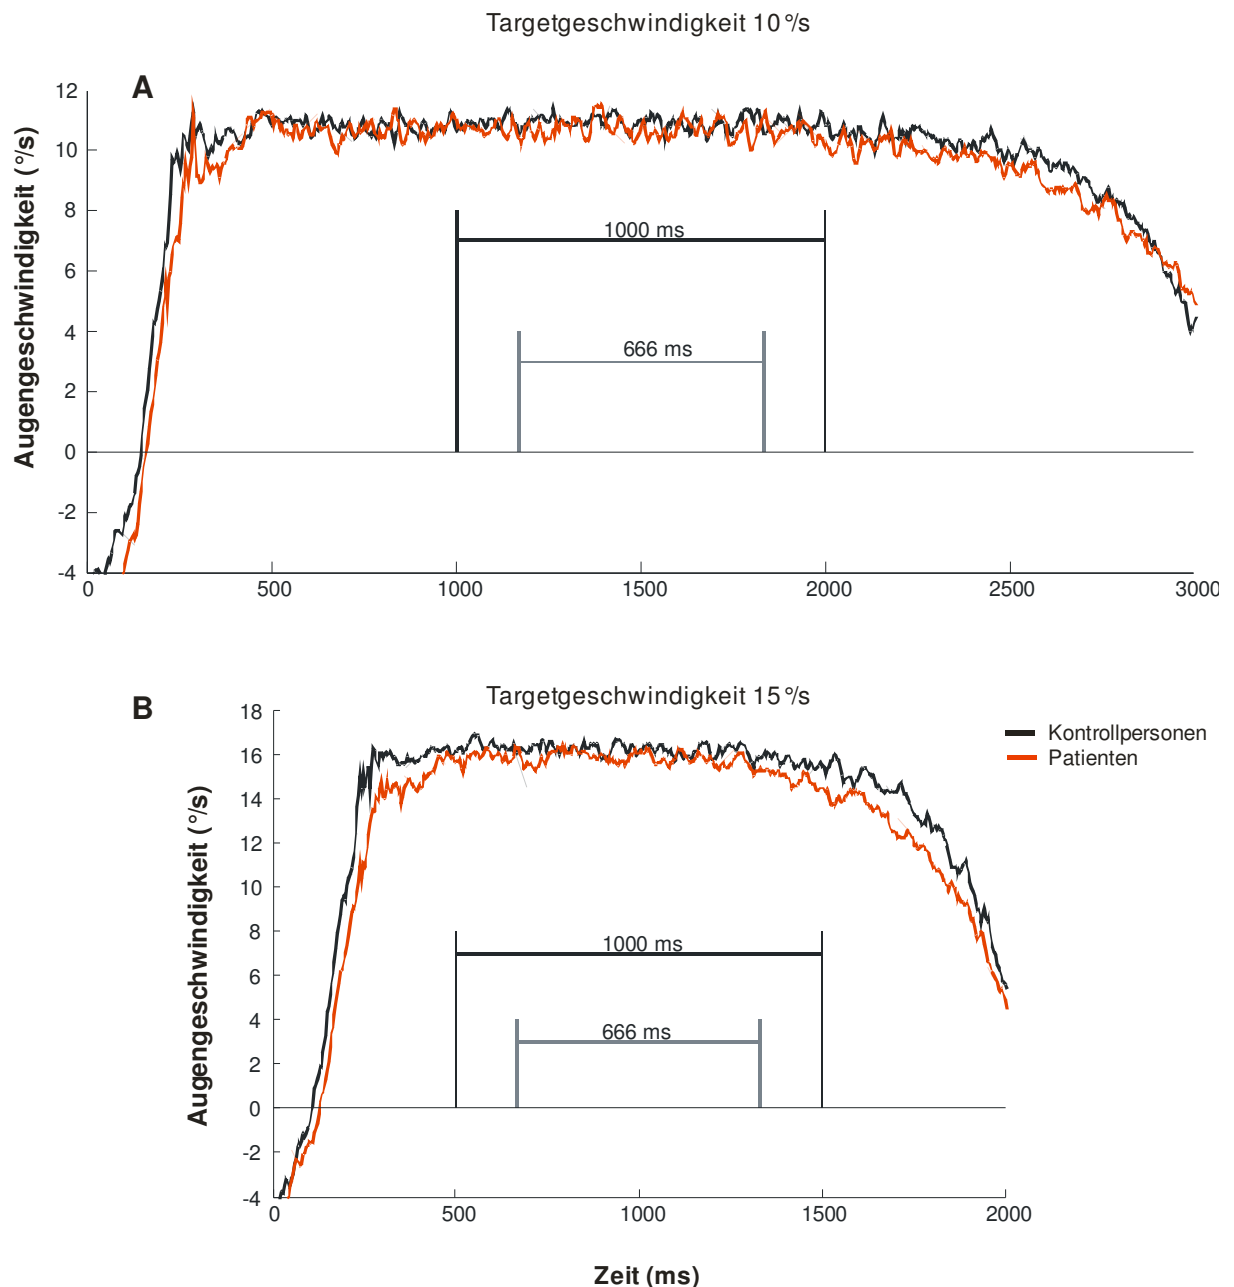 Targetgeschwindigkeit 10°/s
A
Augengeschwindigkeit (°/s)
12
10
8
6
4
2
0
-2
-4
1000 ms
666 ms
0 500 1000 1500 2000 2500 3000
B
Targetgeschwindigkeit 15°/s
Augengeschwindigkeit (°/s)
18
16
14
12
10
8
6
4
2
0
-2
-4
Kontrollpersonen
Patienten
1000 ms
666 ms
0 500 1000 1500 2000
Zeit (ms)